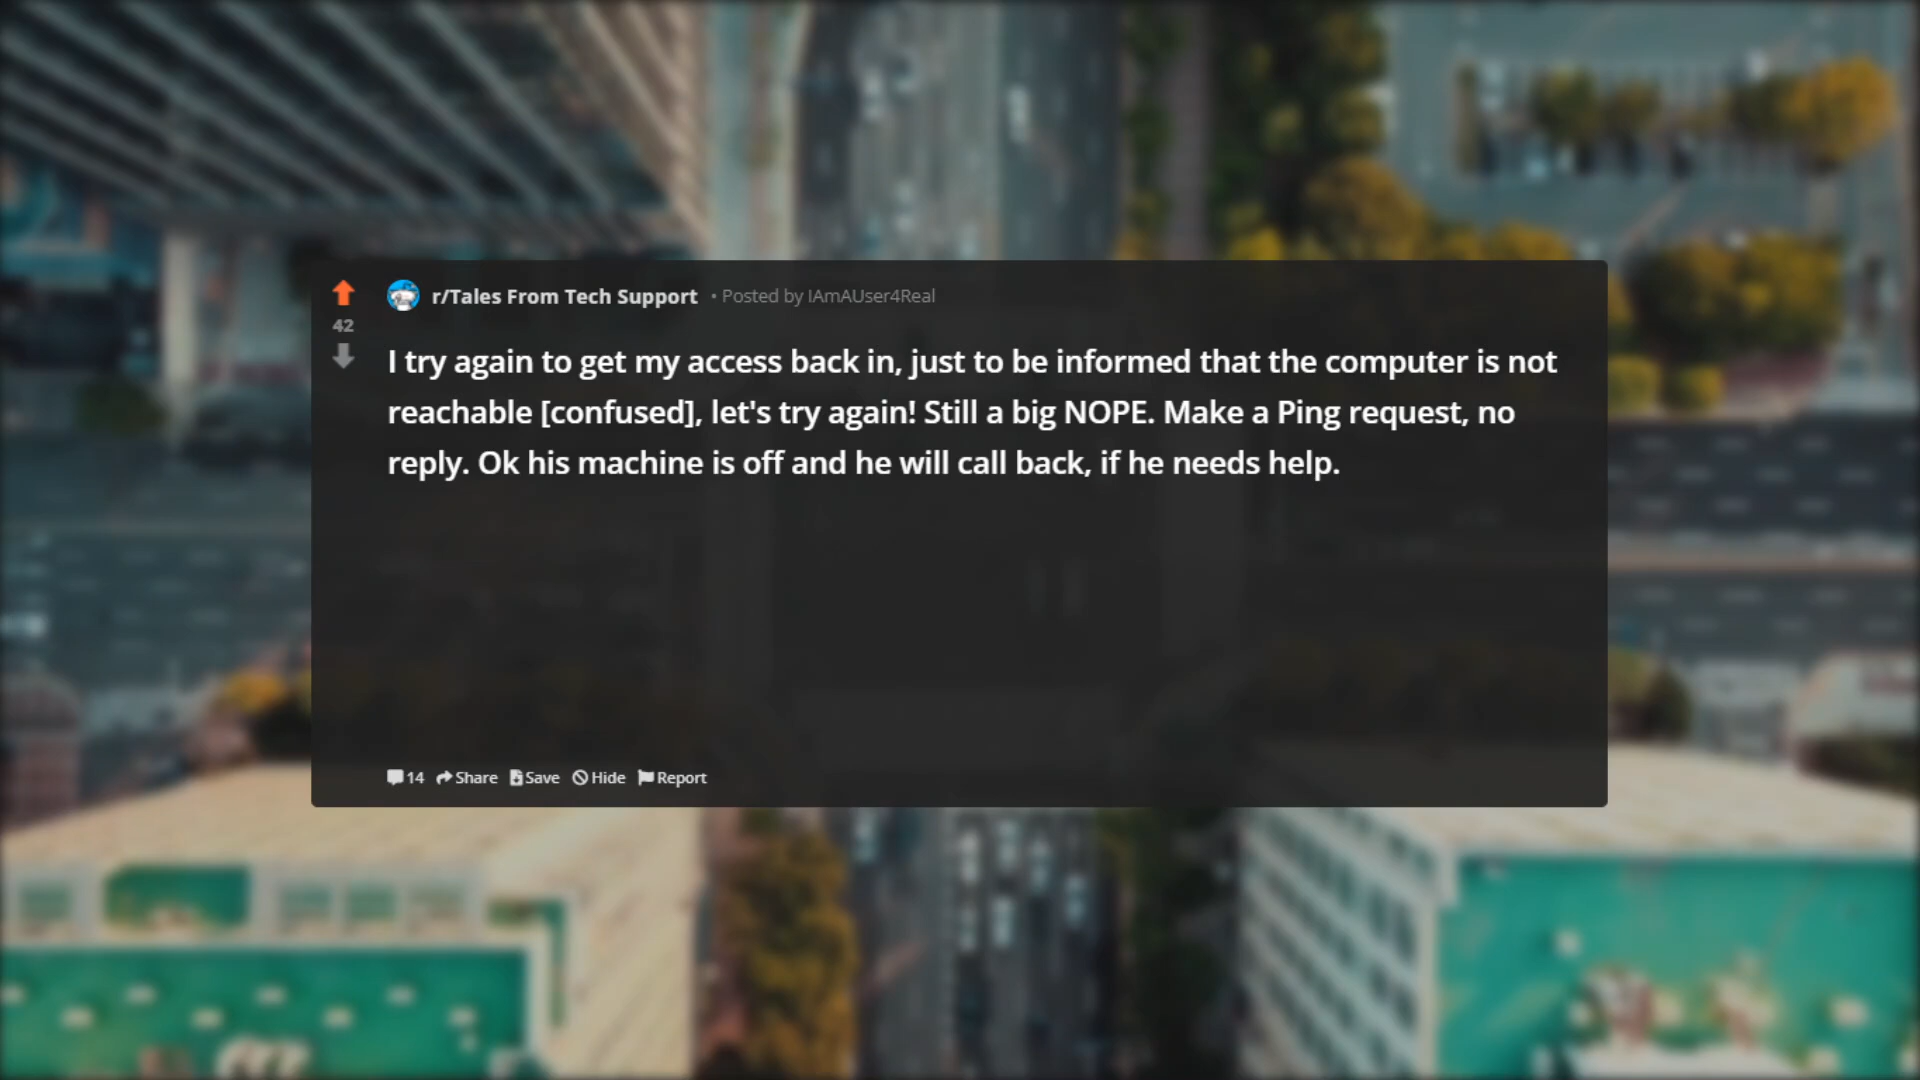 r/Tales From Tech Support • Posted by IAmAUser4Real
42
I try again to get my access back in, just to be informed that the computer is not
reachable [confused], let's try again! Still a big NOPE. Make a Ping request, no
reply. Ok his machine is off and he will call back, if he needs help.
14 Share Save Hide Report